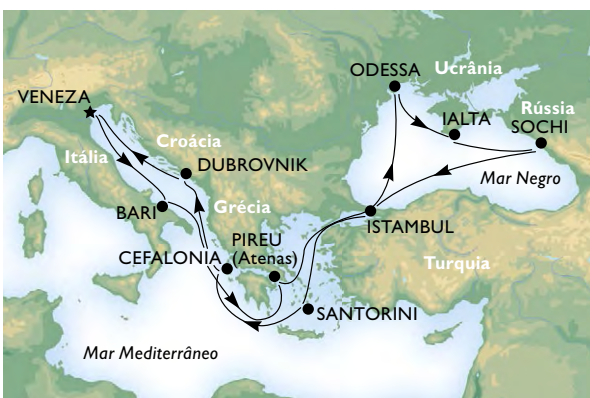 ODESSA
Ucrânia
VENEZA
IALTA
Rússia
SOCHI
Croácia
Itália
DUBROVNIK
Mar Negro
BARI
Grécia
ISTAMBUL
PIREU
(Atenas)
CEFALONIA
Turquia
SANTORINI
Mar Mediterrâneo